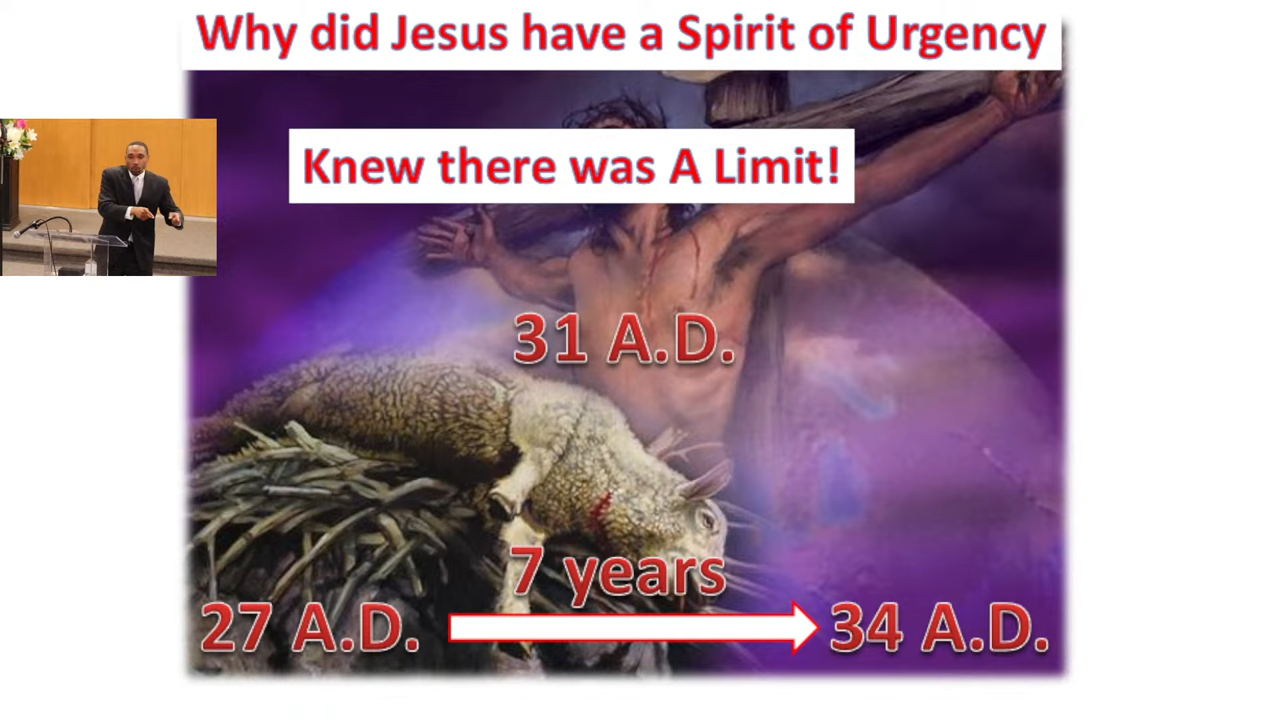 Why did Jesus have a Spirit of Urgency
Knew there was A Limit!
31 A.D.
7 years
27 A.D.
34 A.D.